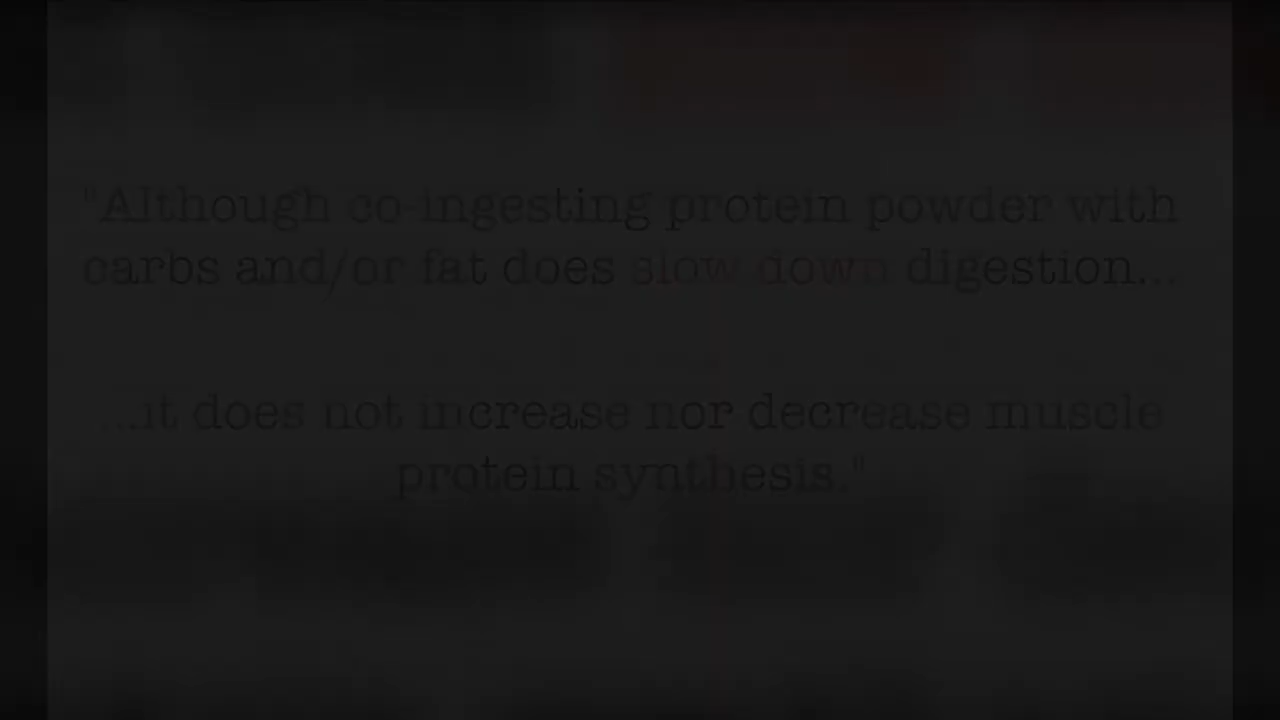 "Although co-ingesting protein powder with
carbs and/or fat does slow down digestion...
...it does not increase nor decrease muscle
protein synthesis."